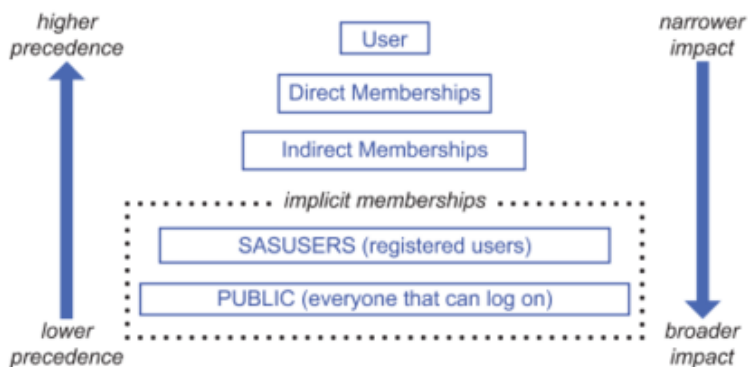 higher
precedence
User
narrower
impact
Direct Memberships
Indirect Memberships
implicit memberships
SASUSERS (registered users)
PUBLIC (everyone that can log on)
lower
precedence
broader
impact